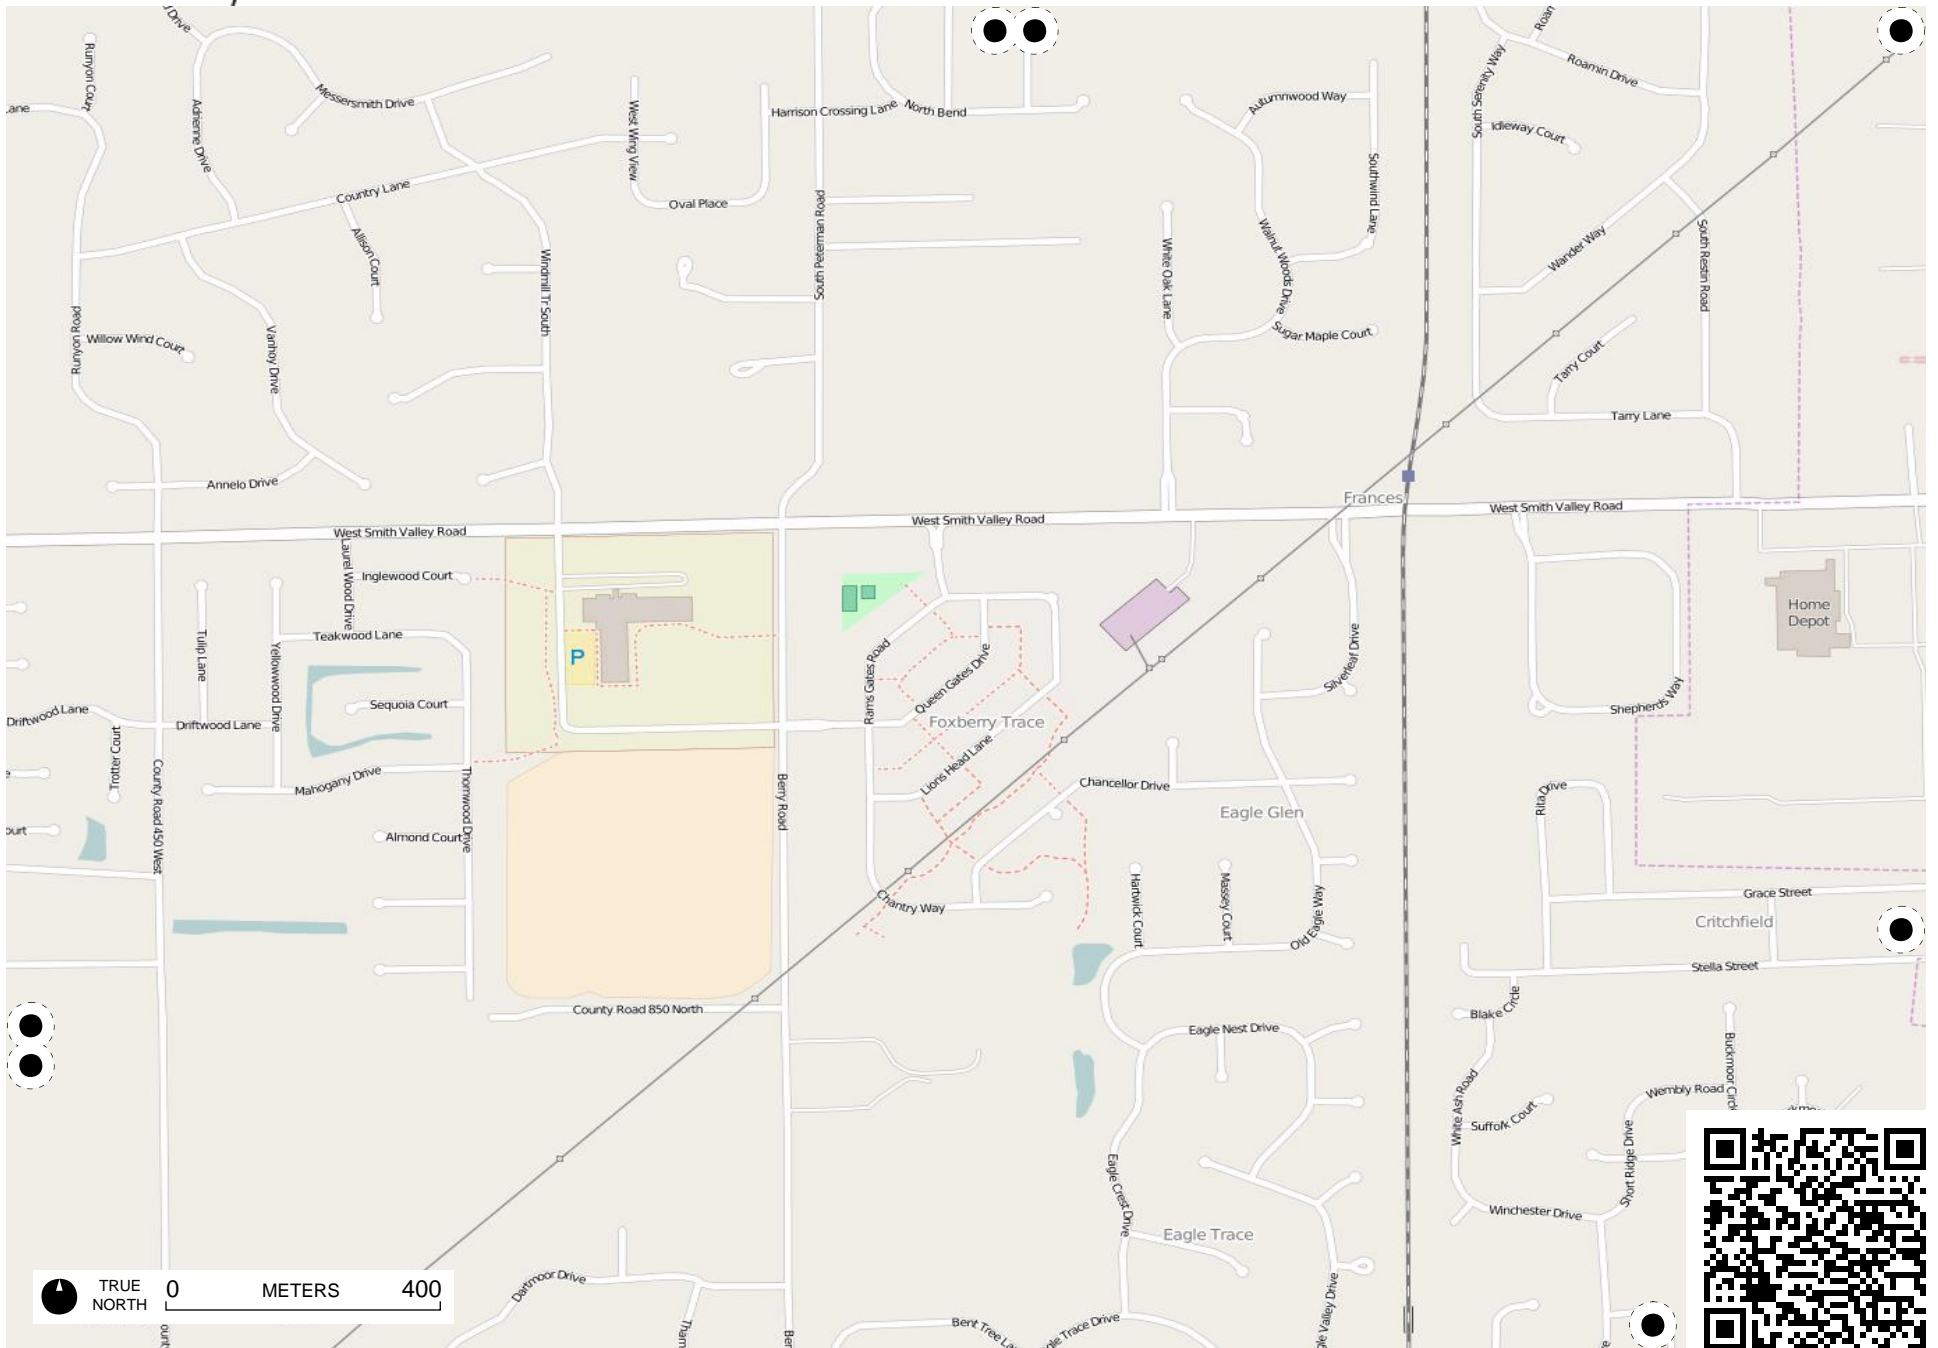 Runyon Court
Adrienne Drive
Messersmith Drive
West Wing View
Harrison Crossing Lane
North Bend
Autumnwood Way
South Serenity Way
Roamin Drive
Idleway Court
Country Lane
Allison Court
Oval Place
South Peterman Road
White Oak Lane
Walnut Woods Drive
Southwind Lane
Wander Way
South Restin Road
Runyon Road
Willow Wind Court
Vanhoy Drive
Windmill Tr South
Sugar Maple Court
Tarry Court
Tarry Lane
Annelo Drive
Frances
West Smith Valley Road
West Smith Valley Road
West Smith Valley Road
Laurel Wood Drive
Inglewood Court
Teakwood Lane
Tulip Lane
Yellowwood Drive
P
Rams Gates Road
Queen Gates Drive
Silverleaf Drive
Home
Depot
Sequoia Court
Driftwood Lane
Driftwood Lane
Foxberry Trace
Shepherds Way
Trotter Court
County Road 450 West
Mahogany Drive
Thornwood Drive
Berry Road
Lions Head Lane
Chancellor Drive
Eagle Glen
Rita Drive
Almond Court
Chantry Way
Hartwick Court
Massey Court
Old Eagle Way
Grace Street
Critchfield
Stella Street
County Road 850 North
Eagle Nest Drive
Blake Circle
White Ash Road
Suffolk Court
Wembly Road
Short Ridge Drive
Winchester Drive
Eagle Crest Drive
Eagle Trace
Dartmoor Drive
TRUE
NORTH
0 METERS 400